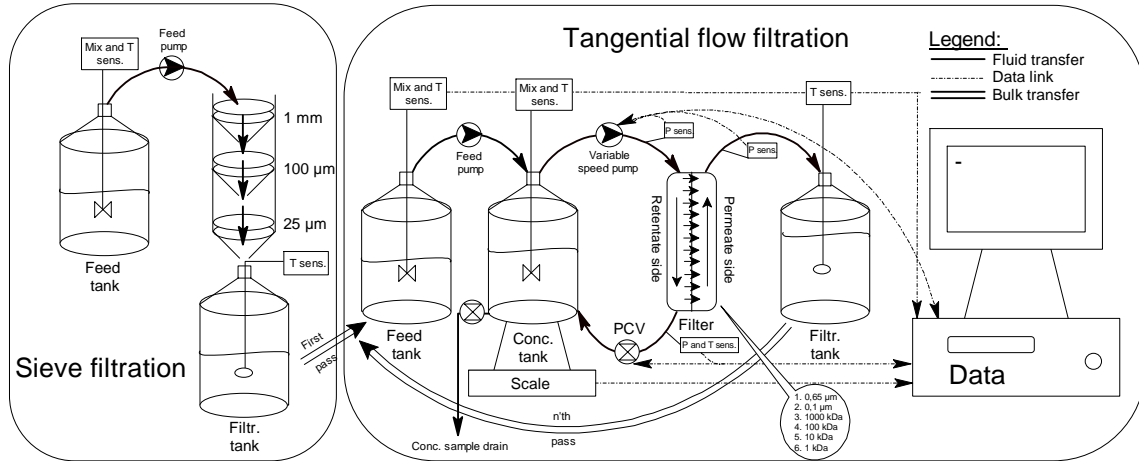 Mix and T
sens.
Feed
pump
1 mm
100 µm
25 µm
Feed
tank
T sens.
Sieve filtration
Filtr.
tank
First
pass
Tangential flow filtration
Legend:
Fluid transfer
Data link
Bulk transfer
Mix and T
sens.
Mix and T
sens.
T sens.
Feed
pump
Variable
speed pump
P sens.
P sens.
Retentate side
Permeate side
Feed
tank
Conc.
tank
PCV
Filter
Filtr.
tank
P and T sens.
Scale
Data
n'th
pass
Conc. sample drain
1. 0,65 µm
2. 0,1 µm
3. 1000 kDa
4. 100 kDa
5. 10 kDa
6. 1 kDa